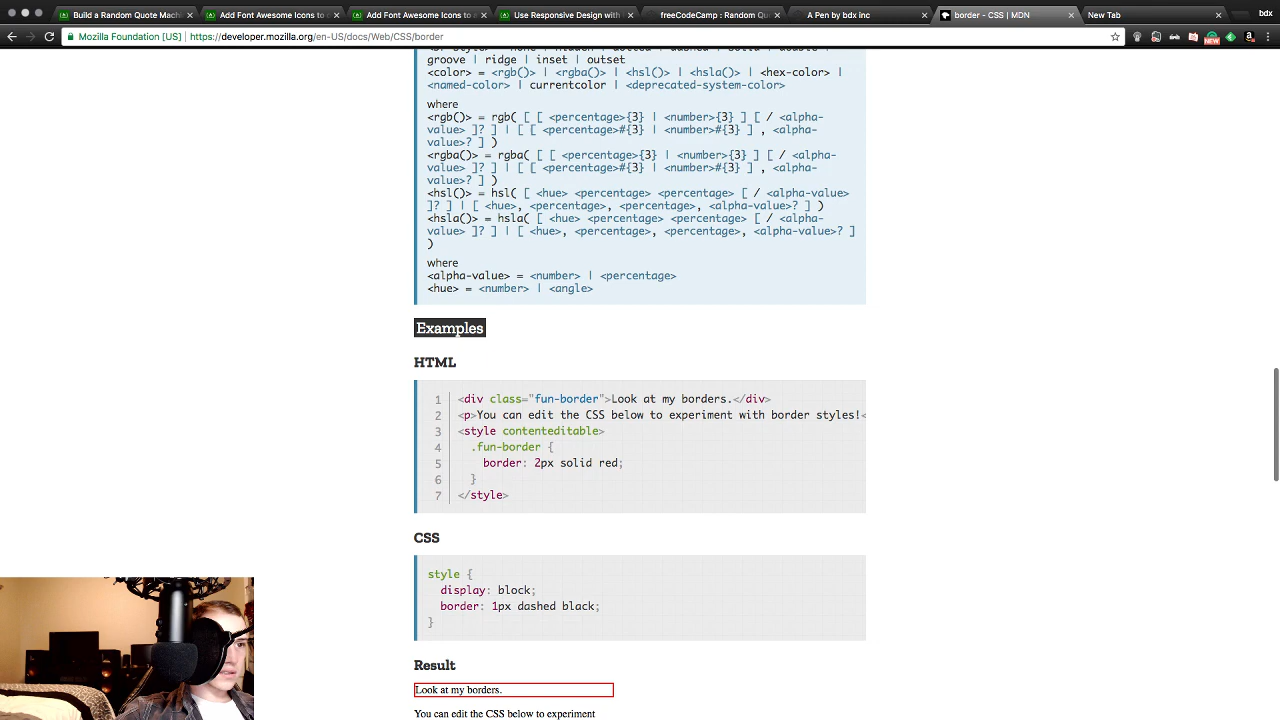 Build a Random Quote Machi
Add Font Awesome Icons to
Add Font Awesome Icons to a
Use Responsive Design with
freeCodeCamp : Random Quo
A Pen by bdx inc
border - CSS | MDN
New Tab
bdx
Mozilla Foundation [US] | https://developer.mozilla.org/en-US/docs/Web/CSS/border
groove | ridge | inset | outset
<color> = <rgb()> | <rgba()> | <hsl()> | <hsla()> | <hex-color> |
<named-color> | currentcolor | <deprecated-system-color>
where
<rgb()> = rgb( [ [ <percentage>{3} | <number>{3} ] [ / <alpha-
value> ]? ] | [ [ <percentage>#{3} | <number>#{3} ] , <alpha-
value>? ] )
<rgba()> = rgba( [ [ <percentage>{3} | <number>{3} ] [ / <alpha-
value> ]? ] | [ [ <percentage>#{3} | <number>#{3} ] , <alpha-
value>? ] )
<hsl()> = hsl( [ <hue> <percentage> <percentage> [ / <alpha-value>
]? ] | [ <hue>, <percentage>, <percentage>, <alpha-value>? ] )
<hsla()> = hsla( [ <hue> <percentage> <percentage> [ / <alpha-
value> ]? ] | [ <hue>, <percentage>, <percentage>, <alpha-value>? ]
)
where
<alpha-value> = <number> | <percentage>
<hue> = <number> | <angle>
Examples
HTML
1 <div class="fun-border">Look at my borders.</div>
2 <p>You can edit the CSS below to experiment with border styles!<
3 <style contenteditable>
4 .fun-border {
5 border: 2px solid red;
6 }
7 </style>
CSS
style {
display: block;
border: 1px dashed black;
}
Result
Look at my borders.
You can edit the CSS below to experiment